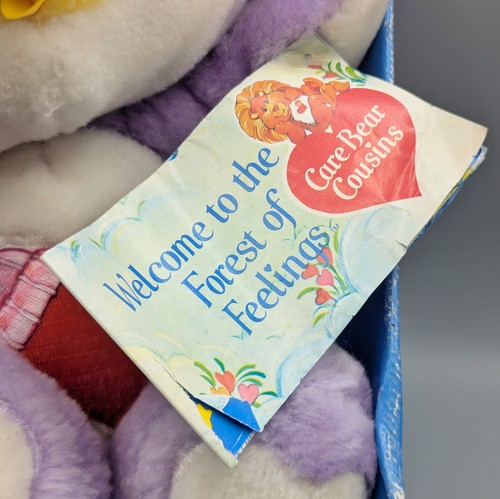 Care Bear
Cousins
Welcome to the
Forest of
Feelings